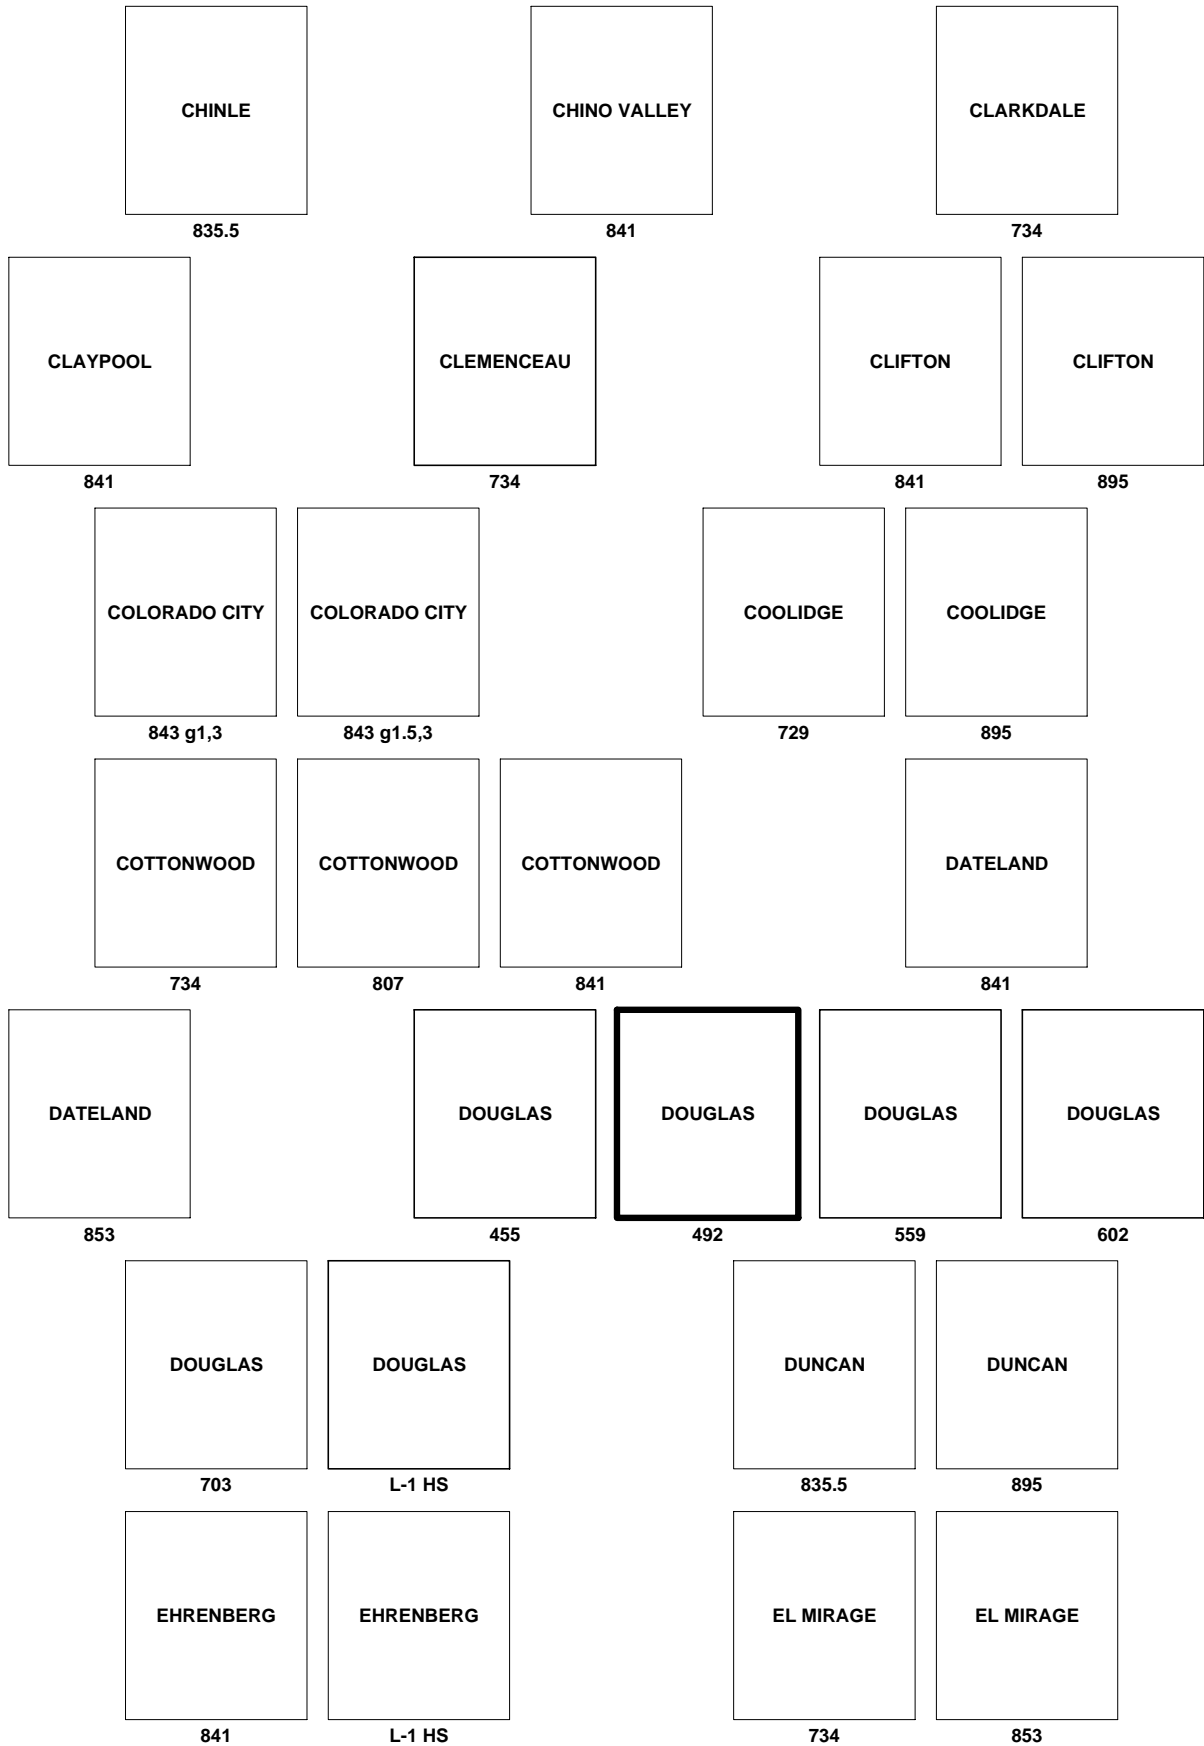 CHINLE
CHINO VALLEY
CLARKDALE
835.5
841
734
CLAYPOOL
CLEMENCEAU
CLIFTON
CLIFTON
841
734
841
895
COLORADO CITY
COLORADO CITY
COOLIDGE
COOLIDGE
843 g1,3
843 g1.5,3
729
895
COTTONWOOD
COTTONWOOD
COTTONWOOD
DATELAND
734
807
841
841
DATELAND
DOUGLAS
DOUGLAS
DOUGLAS
DOUGLAS
853
455
492
559
602
DOUGLAS
DOUGLAS
DUNCAN
DUNCAN
703
L-1 HS
835.5
895
EHRENBERG
EHRENBERG
EL MIRAGE
EL MIRAGE
841
L-1 HS
734
853